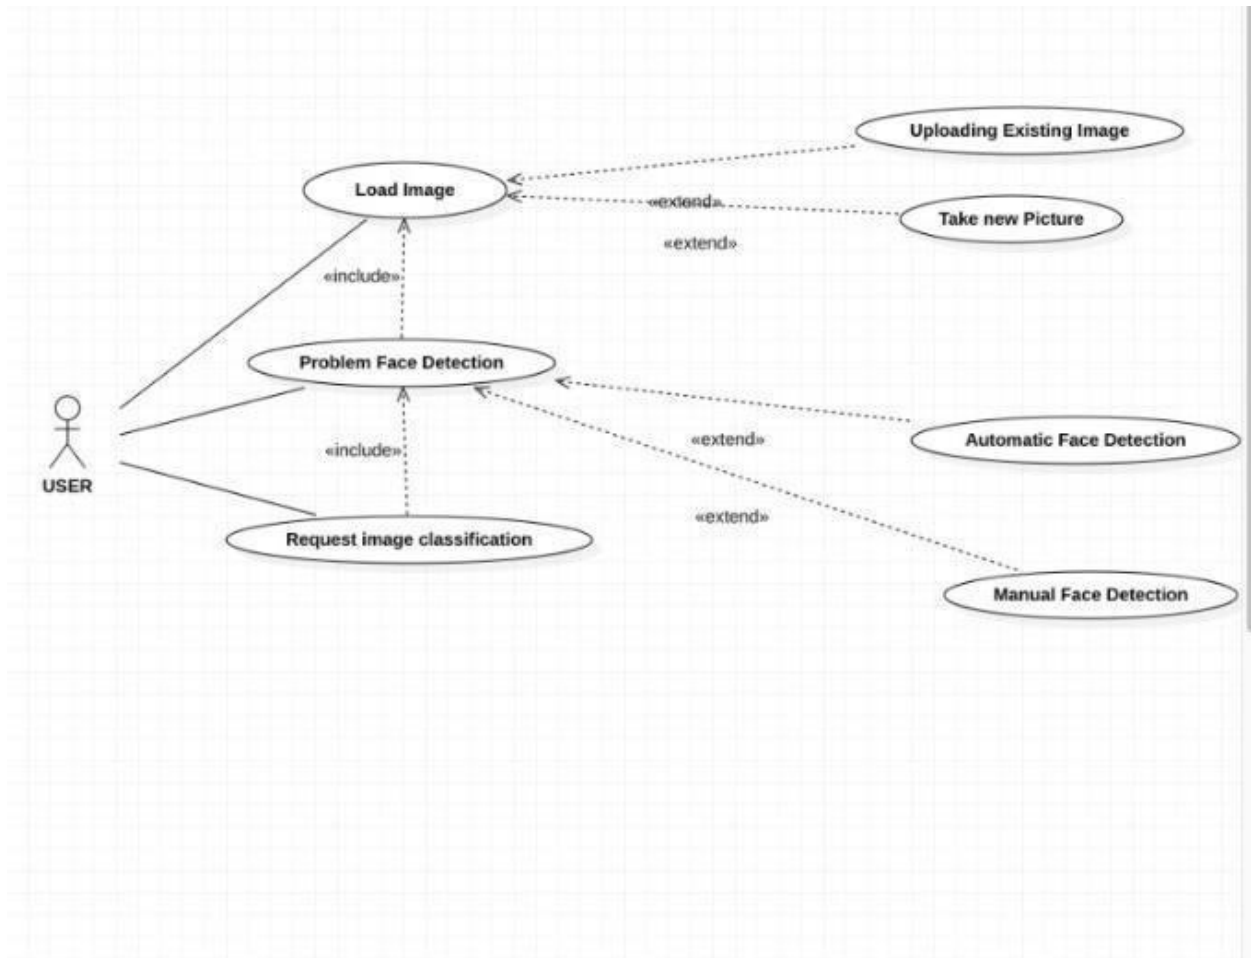 Uploading Existing Image
Load Image
«extend»
Take new Picture
«extend»
«include»
Problem Face Detection
«extend»
Automatic Face Detection
«include»
USER
«extend»
Request image classification
Manual Face Detection